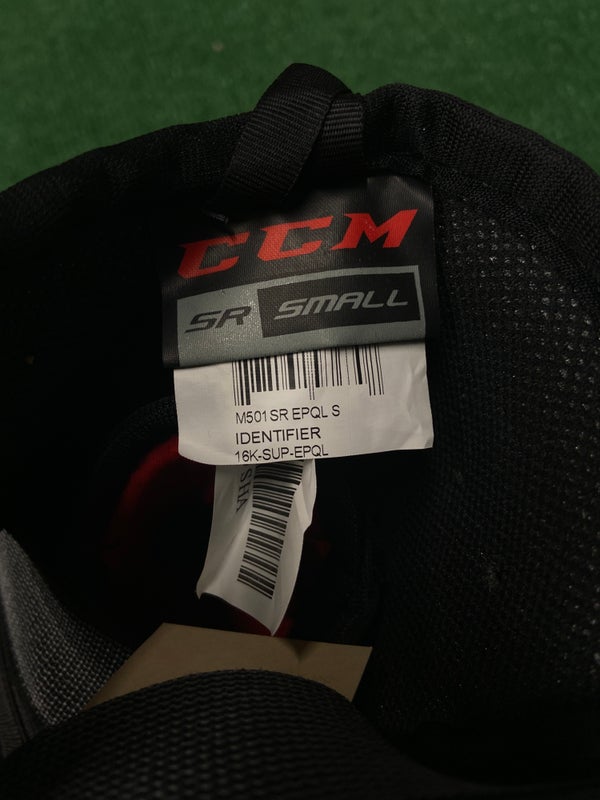 CCM
SR SMALL
M501 SR EPQL S
IDENTIFIER
16K-SUP-EPQL